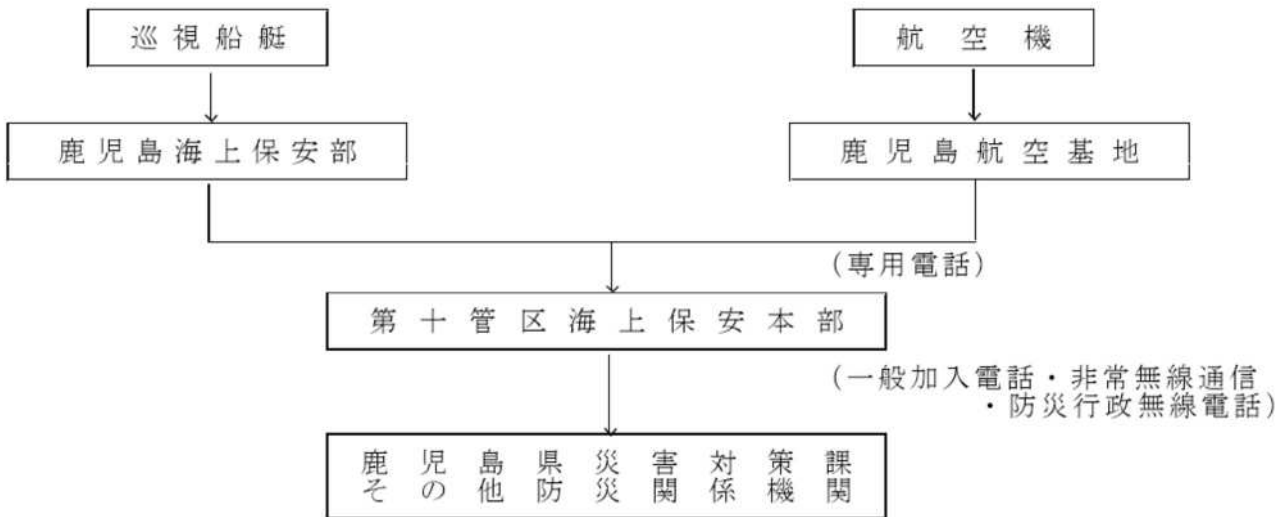 巡視船艇
航空機
鹿児島海上保安部
鹿児島航空基地
(専用電話)
第十管区海上保安本部
(一般加入電話・非常無線通信
・防災行政無線電話)
鹿児島県災害対策課
その他防災関係機関